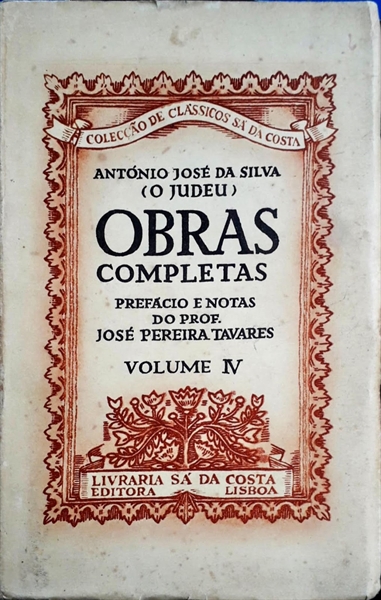 COLECÇÃO DE CLÁSSICOS SÁ DA COSTA
ANTÓNIO JOSÉ DA SILVA
(O JUDEU)
OBRAS
COMPLETAS
PREFÁCIO E NOTAS
DO PROF.
JOSÉ PEREIRA TAVARES
VOLUME IV
LIVRARIA SÁ DA COSTA
EDITORA LISBOA